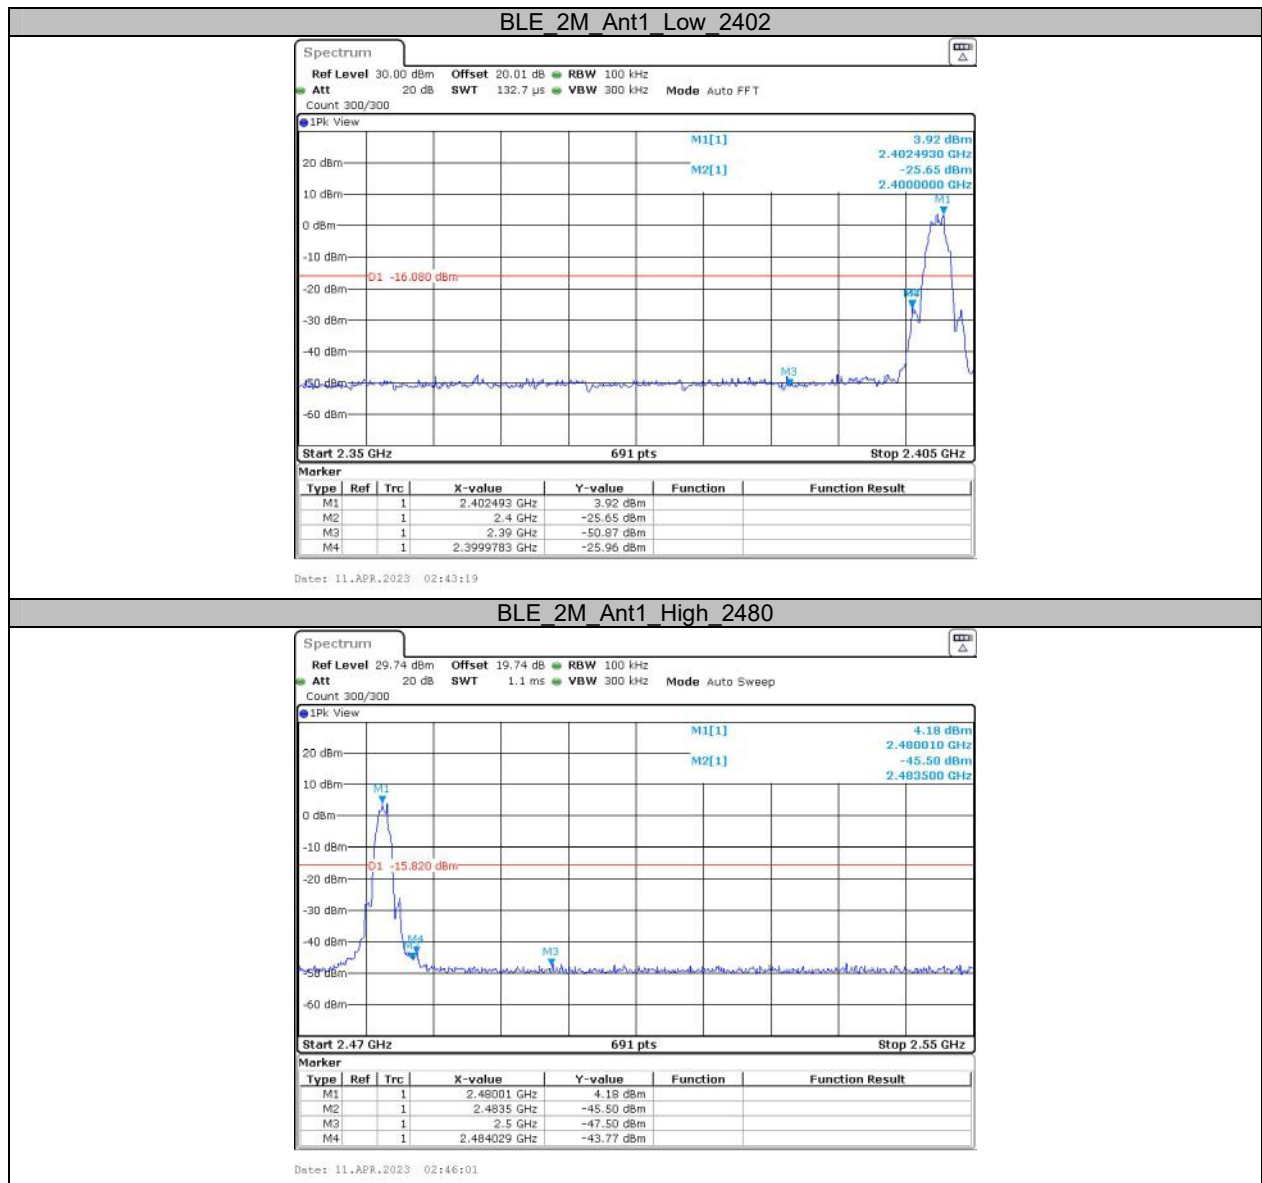 BLE_2M_Ant1_Low_2402
Spectrum
Ref Level 30.00 dBm Offset 20.01 dB RBW 100 kHz
Att 20 dB SWT 132.7 µs VBW 300 kHz Mode Auto FFT
Count 300/300
1Pk View
M1[1] 3.92 dBm
2.4024930 GHz
20 dBm
M2[1] -25.65 dBm
2.4000000 GHz
10 dBm
M1
0 dBm
-10 dBm
D1 -16.080 dBm
-20 dBm
M4
-30 dBm
-40 dBm
M3
-50 dBm
-60 dBm
Start 2.35 GHz 691 pts Stop 2.405 GHz
Marker
Type Ref Trc X-value Y-value Function Function Result
M1 1 2.402493 GHz 3.92 dBm
M2 1 2.4 GHz -25.65 dBm
M3 1 2.39 GHz -50.87 dBm
M4 1 2.3999783 GHz -25.96 dBm
Date: 11.APR.2023 02:43:19
BLE_2M_Ant1_High_2480
Spectrum
Ref Level 29.74 dBm Offset 19.74 dB RBW 100 kHz
Att 20 dB SWT 1.1 ms VBW 300 kHz Mode Auto Sweep
Count 300/300
1Pk View
M1[1] 4.18 dBm
2.480010 GHz
20 dBm
M2[1] -45.50 dBm
2.483500 GHz
10 dBm
M1
0 dBm
-10 dBm
D1 -15.820 dBm
-20 dBm
-30 dBm
-40 dBm
M4
M3
-50 dBm
-60 dBm
Start 2.47 GHz 691 pts Stop 2.55 GHz
Marker
Type Ref Trc X-value Y-value Function Function Result
M1 1 2.48001 GHz 4.18 dBm
M2 1 2.4835 GHz -45.50 dBm
M3 1 2.5 GHz -47.50 dBm
M4 1 2.484029 GHz -43.77 dBm
Date: 11.APR.2023 02:46:01